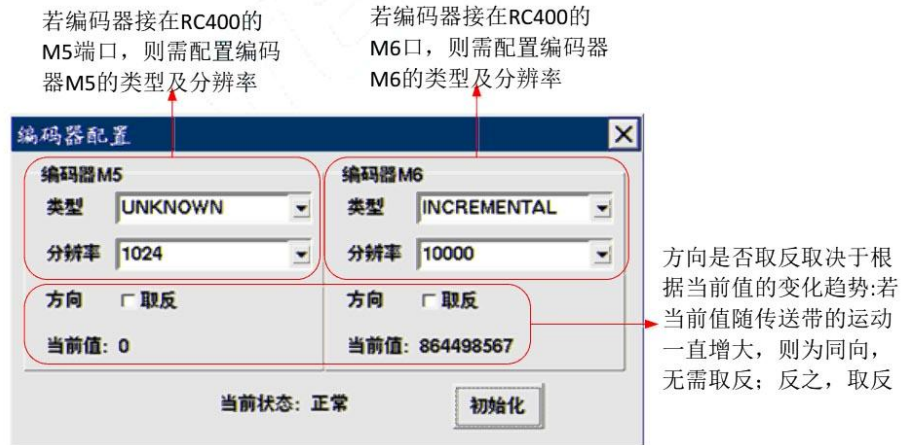 若编码器接在RC400的
M5端口，则需配置编码
器M5的类型及分辨率
若编码器接在RC400的
M6口，则需配置编码器
M6的类型及分辨率
编码器配置
编码器M5
类型 UNKNOWN
分辨率 1024
方向 取反
当前值: 0
编码器M6
类型 INCREMENTAL
分辨率 10000
方向 取反
当前值: 864498567
当前状态: 正常
初始化
方向是否取反取决于根
据当前值的变化趋势:若
当前值随传送带的运动
一直增大，则为同向，
无需取反；反之，取反